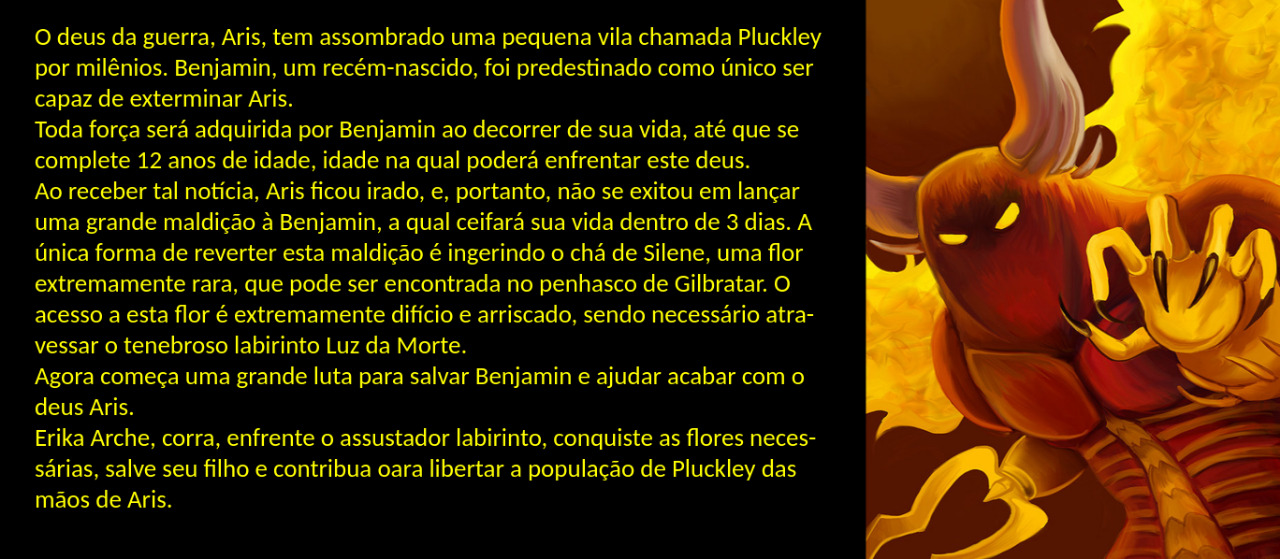 O deus da guerra, Aris, tem assombrado uma pequena vila chamada Pluckley
por milênios. Benjamin, um recém-nascido, foi predestinado como único ser
capaz de exterminar Aris.
Toda força será adquirida por Benjamin ao decorrer de sua vida, até que se
complete 12 anos de idade, idade na qual poderá enfrentar este deus.
Ao receber tal notícia, Aris ficou irado, e, portanto, não se exitou em lançar
uma grande maldição à Benjamin, a qual ceifará sua vida dentro de 3 dias. A
única forma de reverter esta maldição é ingerindo o chá de Silene, uma flor
extremamente rara, que pode ser encontrada no penhasco de Gilbratar. O
acesso a esta flor é extremamente difício e arriscado, sendo necessário atra-
vessar o tenebroso labirinto Luz da Morte.
Agora começa uma grande luta para salvar Benjamin e ajudar acabar com o
deus Aris.
Erika Arche, corra, enfrente o assustador labirinto, conquiste as flores neces-
sárias, salve seu filho e contribua oara libertar a população de Pluckley das
mãos de Aris.